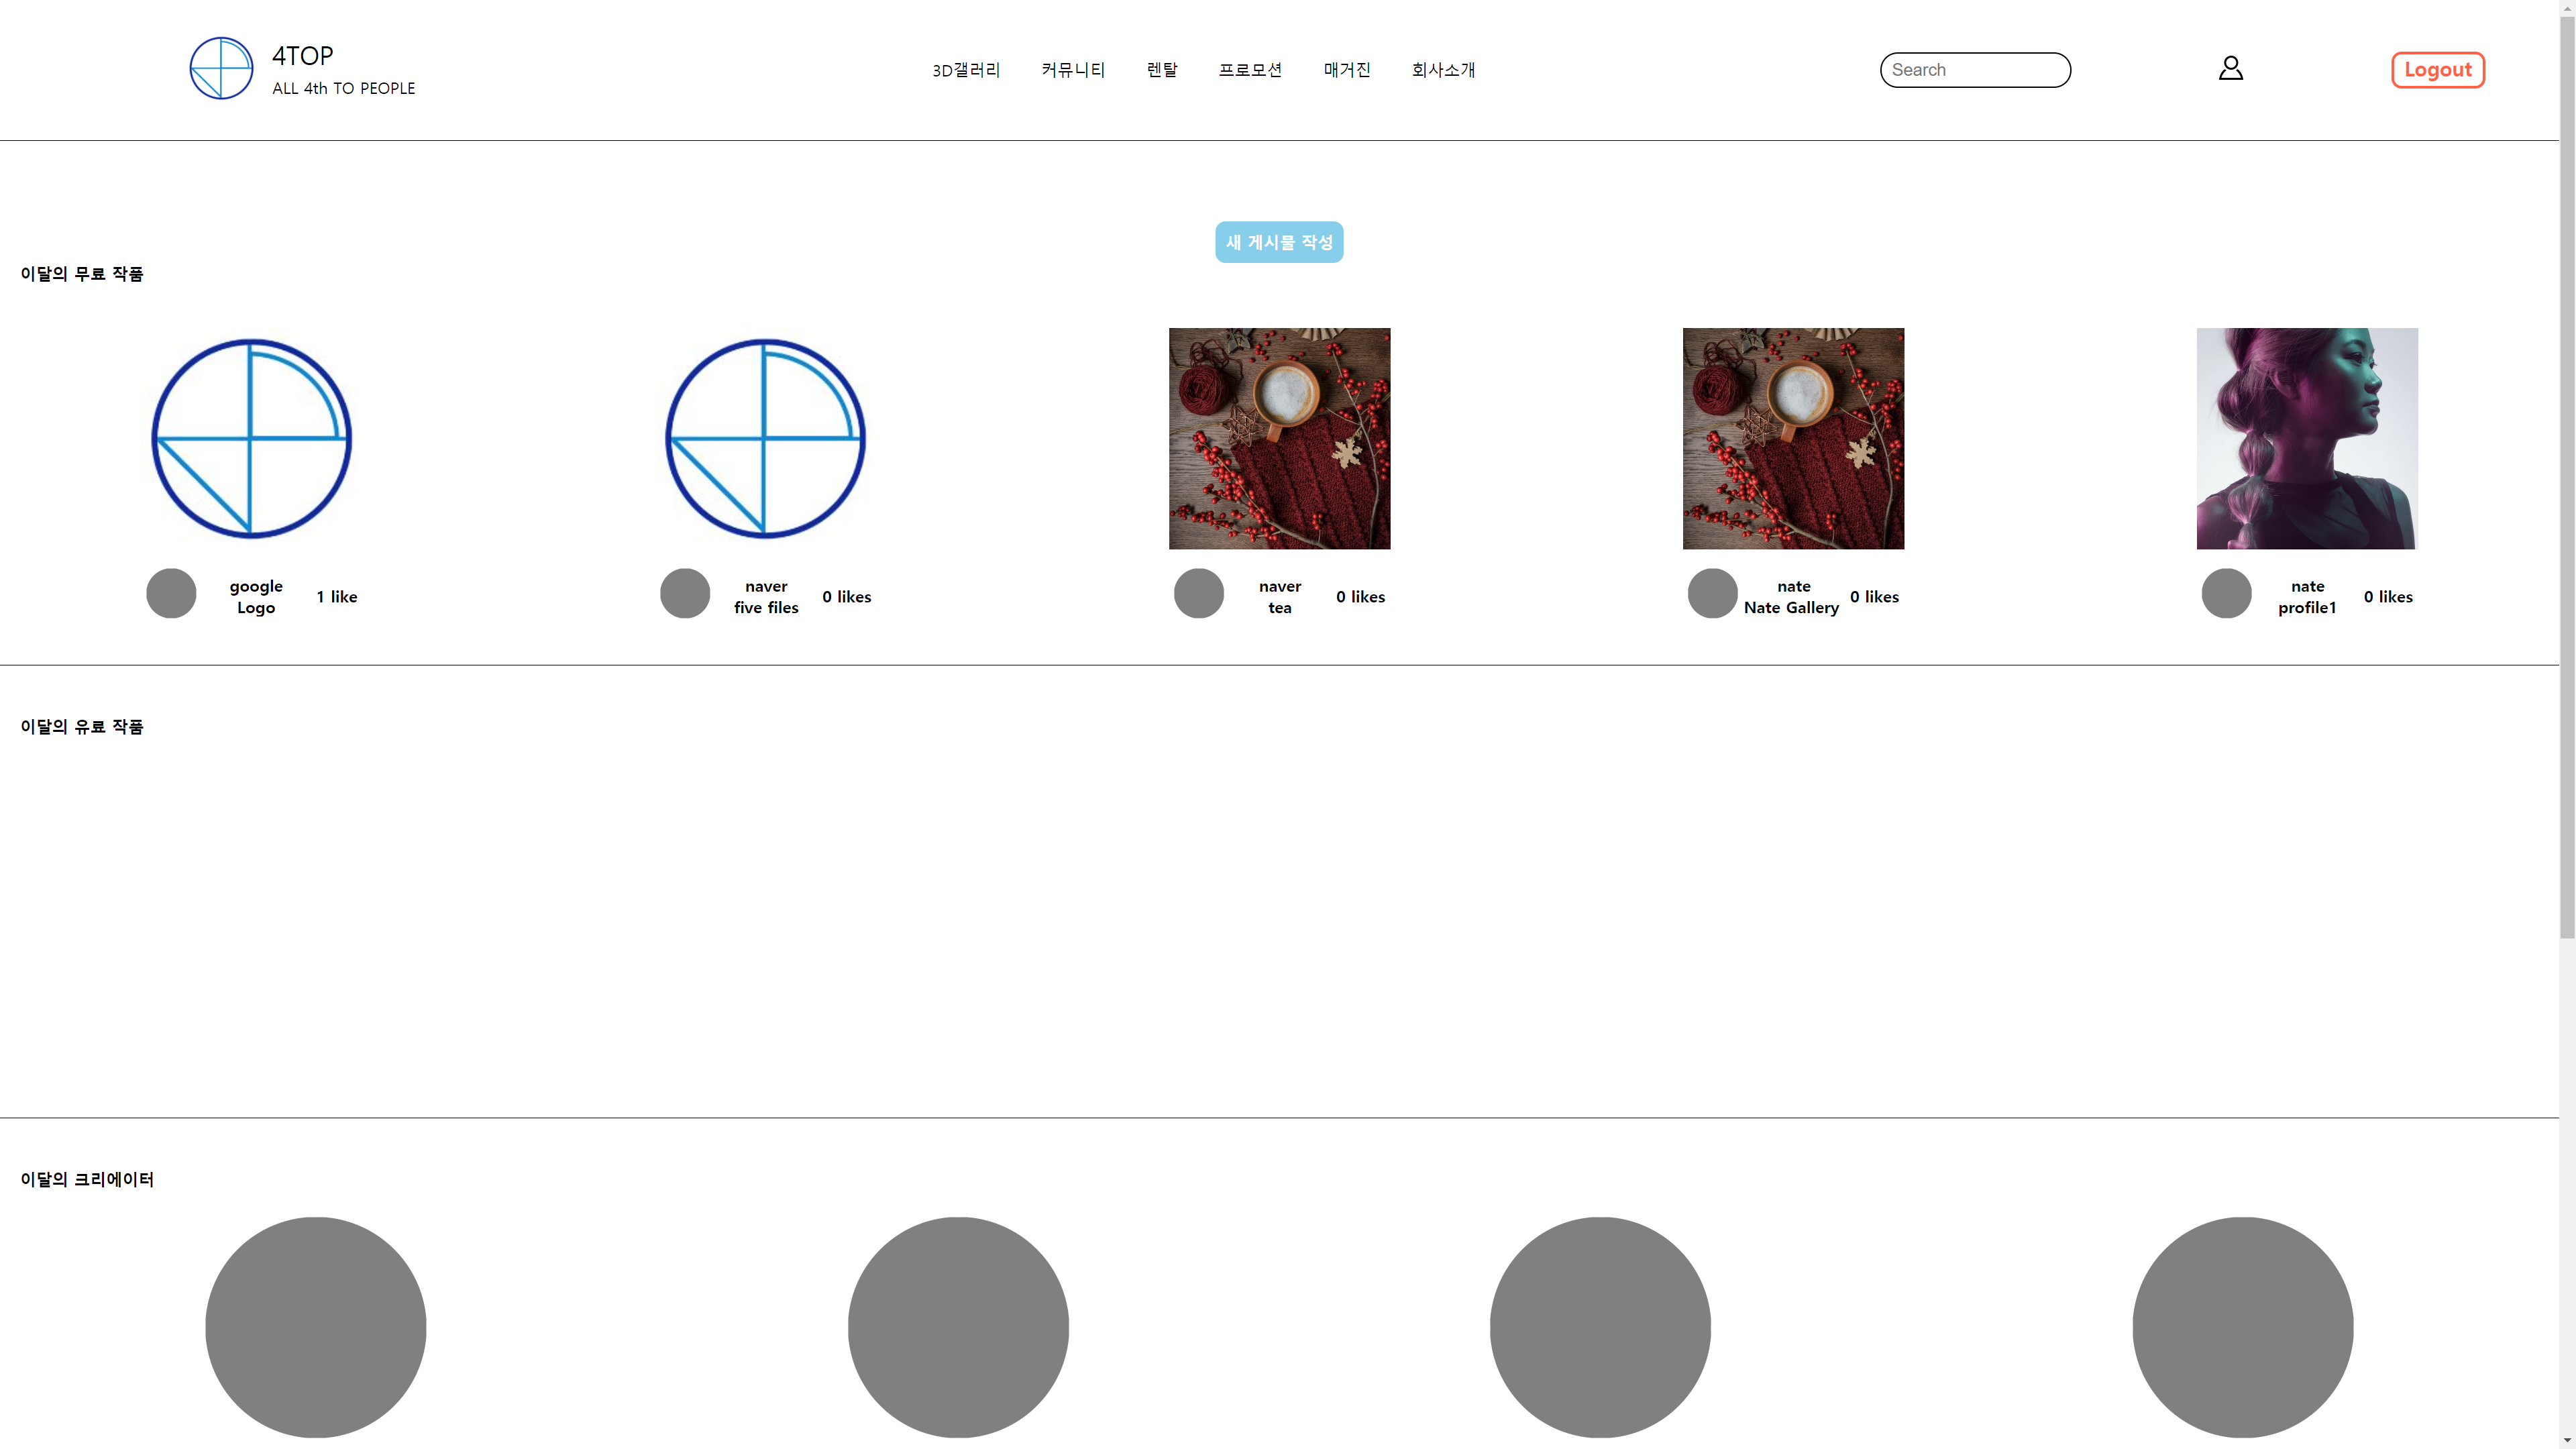 4TOP
ALL 4th TO PEOPLE
3D갤러리 커뮤니티 렌탈 프로모션 매거진 회사소개
Search
Logout
새 게시물 작성
이달의 무료 작품
google
Logo
1 like
naver
five files
0 likes
naver
tea
0 likes
nate
Nate Gallery
0 likes
nate
profile1
0 likes
이달의 유료 작품
이달의 크리에이터